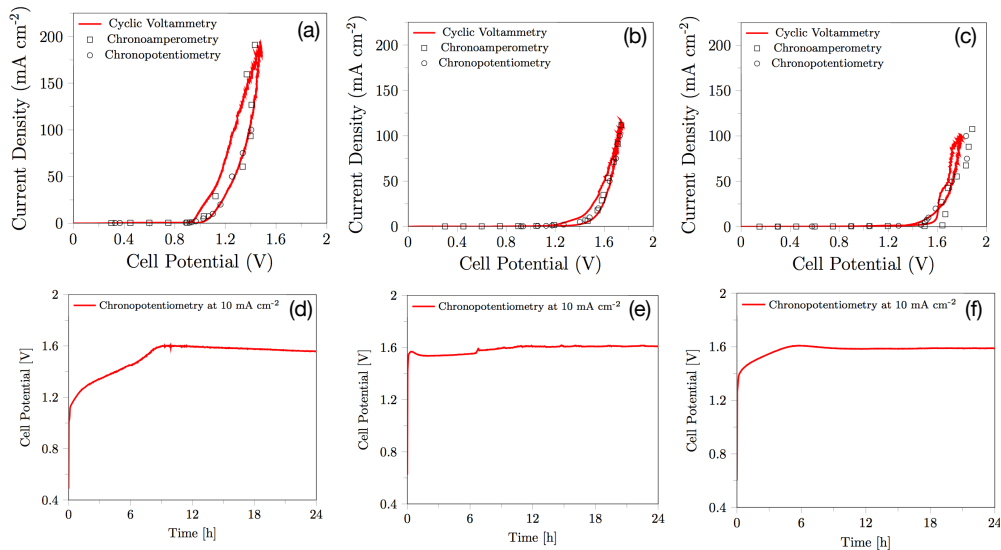 (a)
Cyclic Voltammetry
Chronoamperometry
Chronopotentiometry
Current Density (mA cm⁻²)
200
150
100
50
0
0 0.4 0.8 1.2 1.6 2
Cell Potential (V)
(b)
Cyclic Voltammetry
Chronoamperometry
Chronopotentiometry
Current Density (mA cm⁻²)
200
150
100
50
0
0 0.4 0.8 1.2 1.6 2
Cell Potential (V)
(c)
Cyclic Voltammetry
Chronoamperometry
Chronopotentiometry
Current Density (mA cm⁻²)
200
150
100
50
0
0 0.4 0.8 1.2 1.6 2
Cell Potential (V)
(d)
Chronopotentiometry at 10 mA cm⁻²
Cell Potential [V]
2
1.6
1.2
0.8
0.4
0 6 12 18 24
Time [h]
(e)
Chronopotentiometry at 10 mA cm⁻²
Cell Potential [V]
2
1.6
1.2
0.8
0.4
0 6 12 18 24
Time [h]
(f)
Chronopotentiometry at 10 mA cm⁻²
Cell Potential [V]
2
1.6
1.2
0.8
0.4
0 6 12 18 24
Time [h]